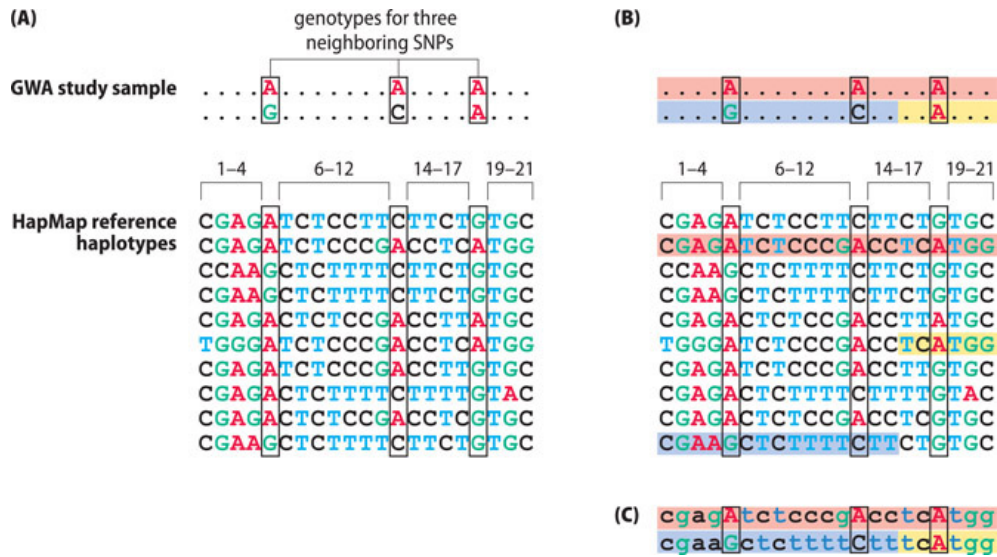 (A)
genotypes for three
neighboring SNPs
GWA study sample
. . . . A . . . . . . . A . . . . A . . .
. . . . G . . . . . . . C . . . . A . . .
1–4 6–12 14–17 19–21
HapMap reference
haplotypes
CGAGATCTCCTTCTTCTGTGC
CGAGATCTCCCGACCTCATGG
CCAAGCTCTTTTCTTCTGTGC
CGAAGCTCTTTTCTTCTGTGC
CGAGACTCTCCGACCTTATGC
TGGGATCTCCCGACCTCATGG
CGAGATCTCCCGACCTTGTGC
CGAGACTCTTTTCTTTTGTAC
CGAGACTCTCCGACCTCGTGC
CGAAGCTCTTTTCTTCTGTGC
(B)
. . . . A . . . . . . . A . . . . A . . .
. . . . G . . . . . . . C . . . . A . . .
1–4 6–12 14–17 19–21
CGAGATCTCCTTCTTCTGTGC
CGAGATCTCCCGACCTCATGG
CCAAGCTCTTTTCTTCTGTGC
CGAAGCTCTTTTCTTCTGTGC
CGAGACTCTCCGACCTTATGC
TGGGATCTCCCGACCTCATGG
CGAGATCTCCCGACCTTGTGC
CGAGACTCTTTTCTTTTGTAC
CGAGACTCTCCGACCTCGTGC
CGAAGCTCTTTTCTTCTGTGC
(C)
cgagAtctcccgAcctcAtgg
cgaaGctcttttCtttcAtgg